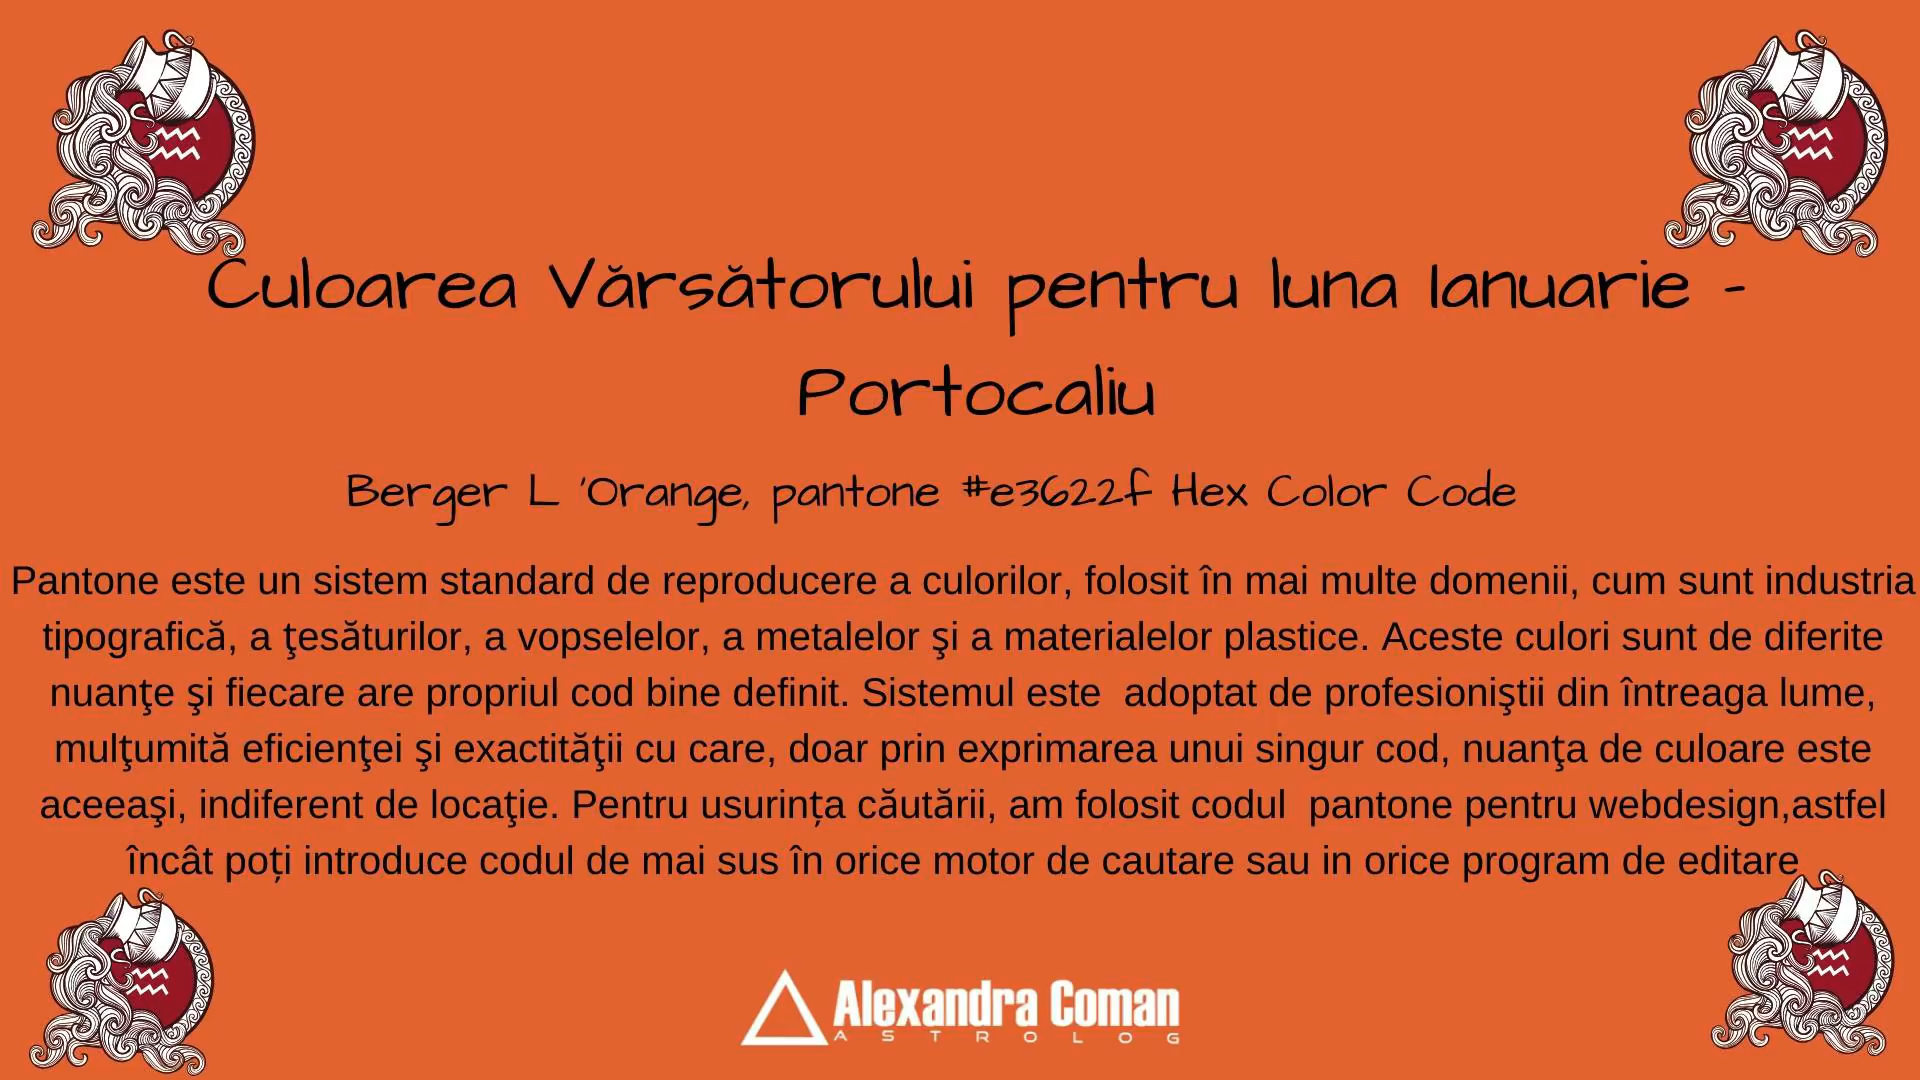 Culoarea Vărsătorului pentru luna Ianuarie -
Portocaliu
Berger L 'Orange, pantone #e3622f Hex Color Code
Pantone este un sistem standard de reproducere a culorilor, folosit în mai multe domenii, cum sunt industria
tipografică, a ţesăturilor, a vopselelor, a metalelor şi a materialelor plastice. Aceste culori sunt de diferite
nuanţe şi fiecare are propriul cod bine definit. Sistemul este  adoptat de profesioniştii din întreaga lume,
mulţumită eficienţei şi exactităţii cu care, doar prin exprimarea unui singur cod, nuanţa de culoare este
aceeaşi, indiferent de locaţie. Pentru usurința căutării, am folosit codul  pantone pentru webdesign,astfel
încât poți introduce codul de mai sus în orice motor de cautare sau in orice program de editare
Alexandra Coman
ASTROLOG